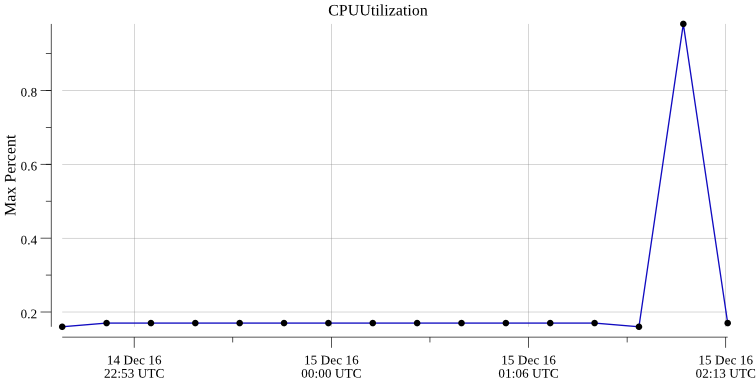 CPUUtilization
Max Percent
0.8
0.6
0.4
0.2
14 Dec 16 15 Dec 16 15 Dec 16 15 Dec 16
22:53 UTC 00:00 UTC 01:06 UTC 02:13 UTC